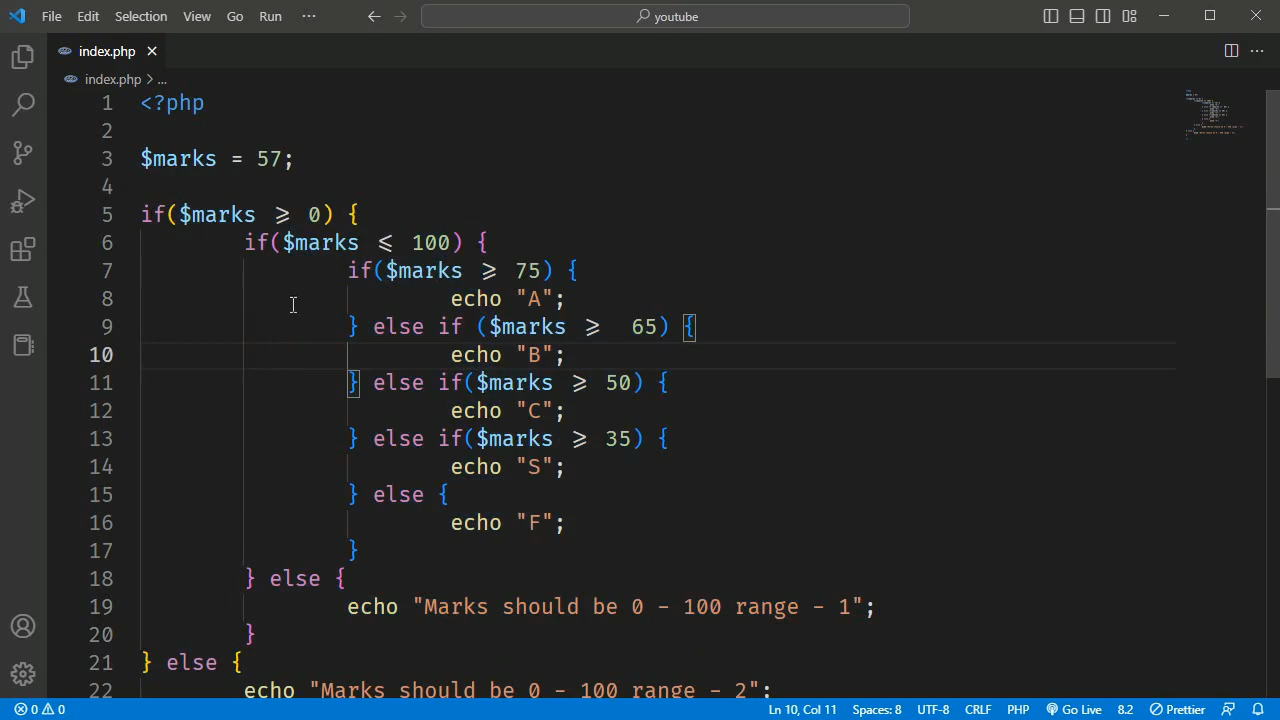 File Edit Selection View Go Run ··· youtube
index.php
index.php > ...
1 <?php
2
3 $marks = 57;
4
5 if($marks >= 0) {
6 if($marks <= 100) {
7 if($marks >= 75) {
8 echo "A";
9 } else if ($marks >=  65) {
10 echo "B";
11 } else if($marks >= 50) {
12 echo "C";
13 } else if($marks >= 35) {
14 echo "S";
15 } else {
16 echo "F";
17 }
18 } else {
19 echo "Marks should be 0 - 100 range - 1";
20 }
21 } else {
22 echo "Marks should be 0 - 100 range - 2";
0 0 Ln 10, Col 11 Spaces: 8 UTF-8 CRLF PHP Go Live 8.2 Prettier